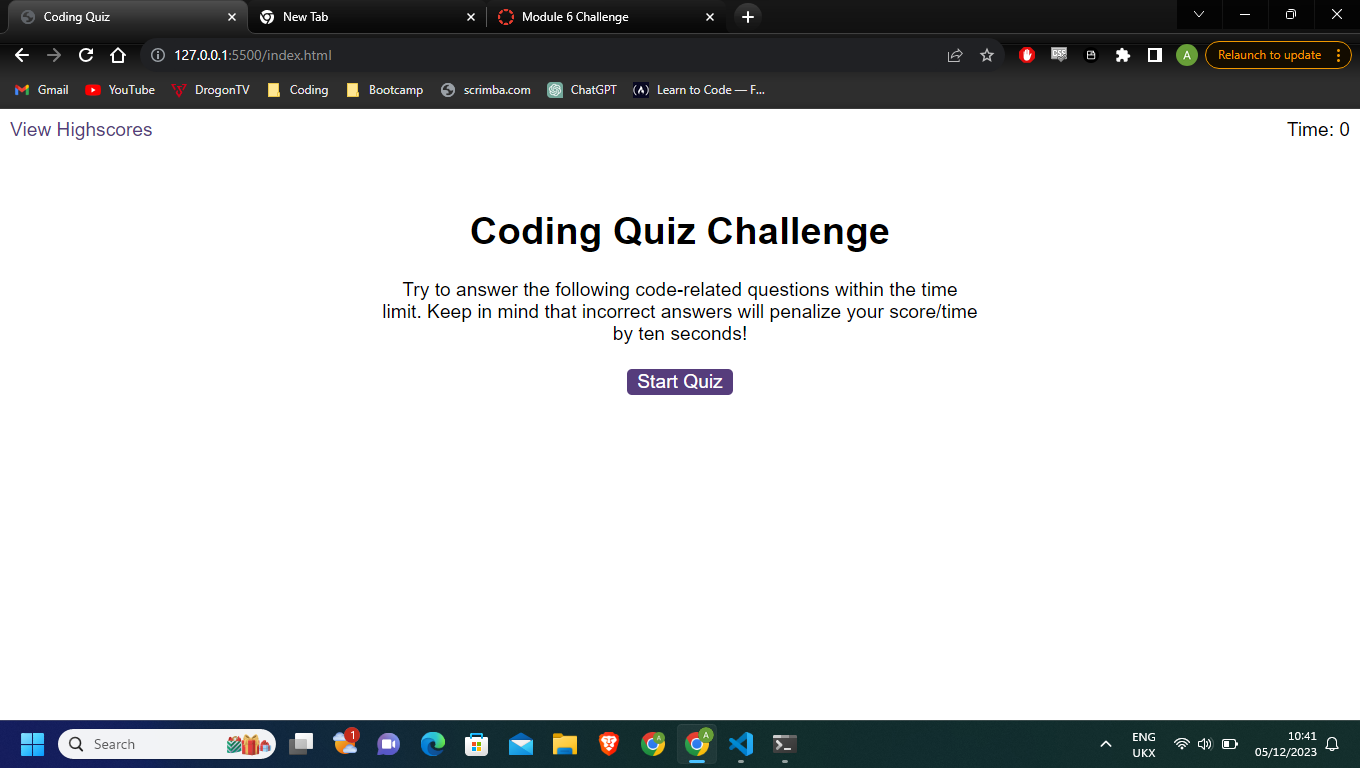 Coding Quiz
New Tab
Module 6 Challenge
127.0.0.1:5500/index.html
CSS
A
Relaunch to update
Gmail
YouTube
DrogonTV
Coding
Bootcamp
scrimba.com
ChatGPT
(A)
Learn to Code — F...
View Highscores
Time: 0
Coding Quiz Challenge
Try to answer the following code-related questions within the time
limit. Keep in mind that incorrect answers will penalize your score/time
by ten seconds!
Start Quiz
Search
1
A
A
ENG
UKX
10:41
05/12/2023